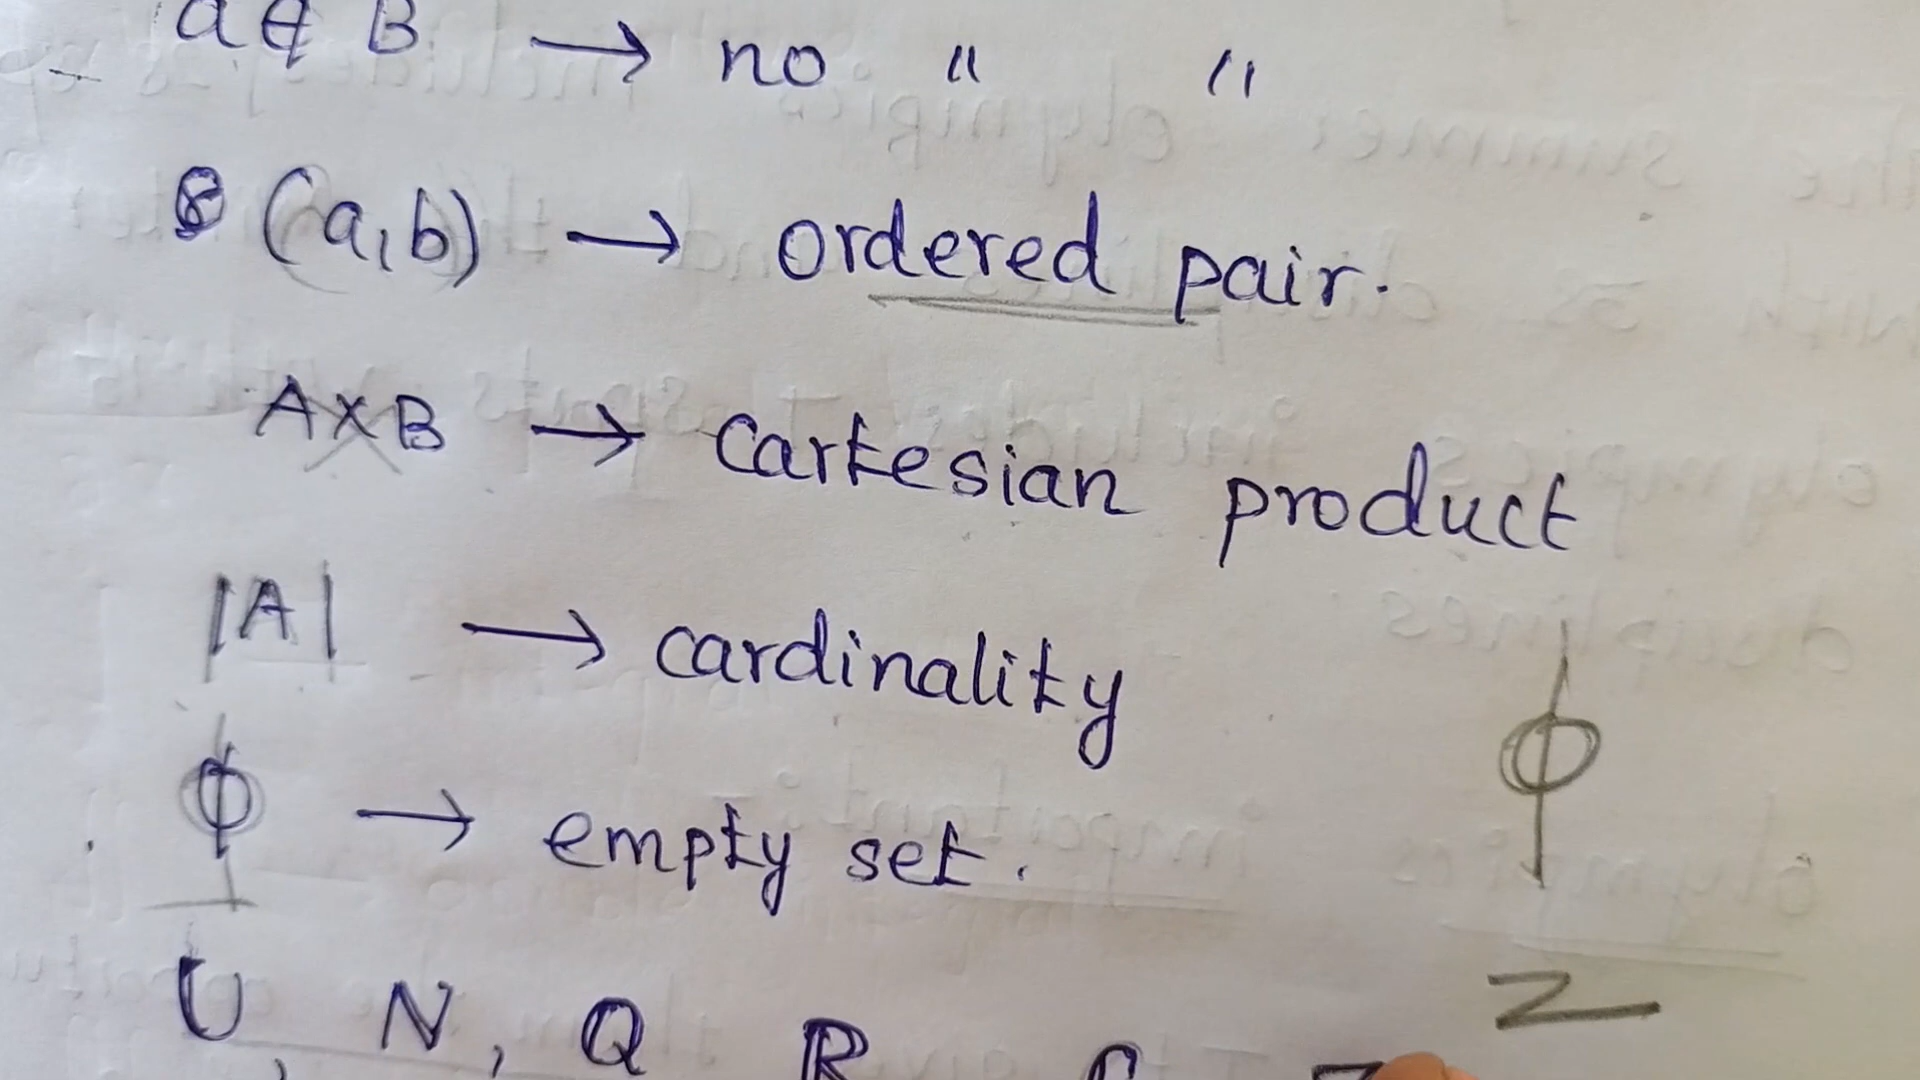 a ∉ B → no " "
(a, b) → ordered pair.
A×B → Cartesian product
|A| → cardinality
φ → empty set.
φ
U, N, Q R C Z
Z